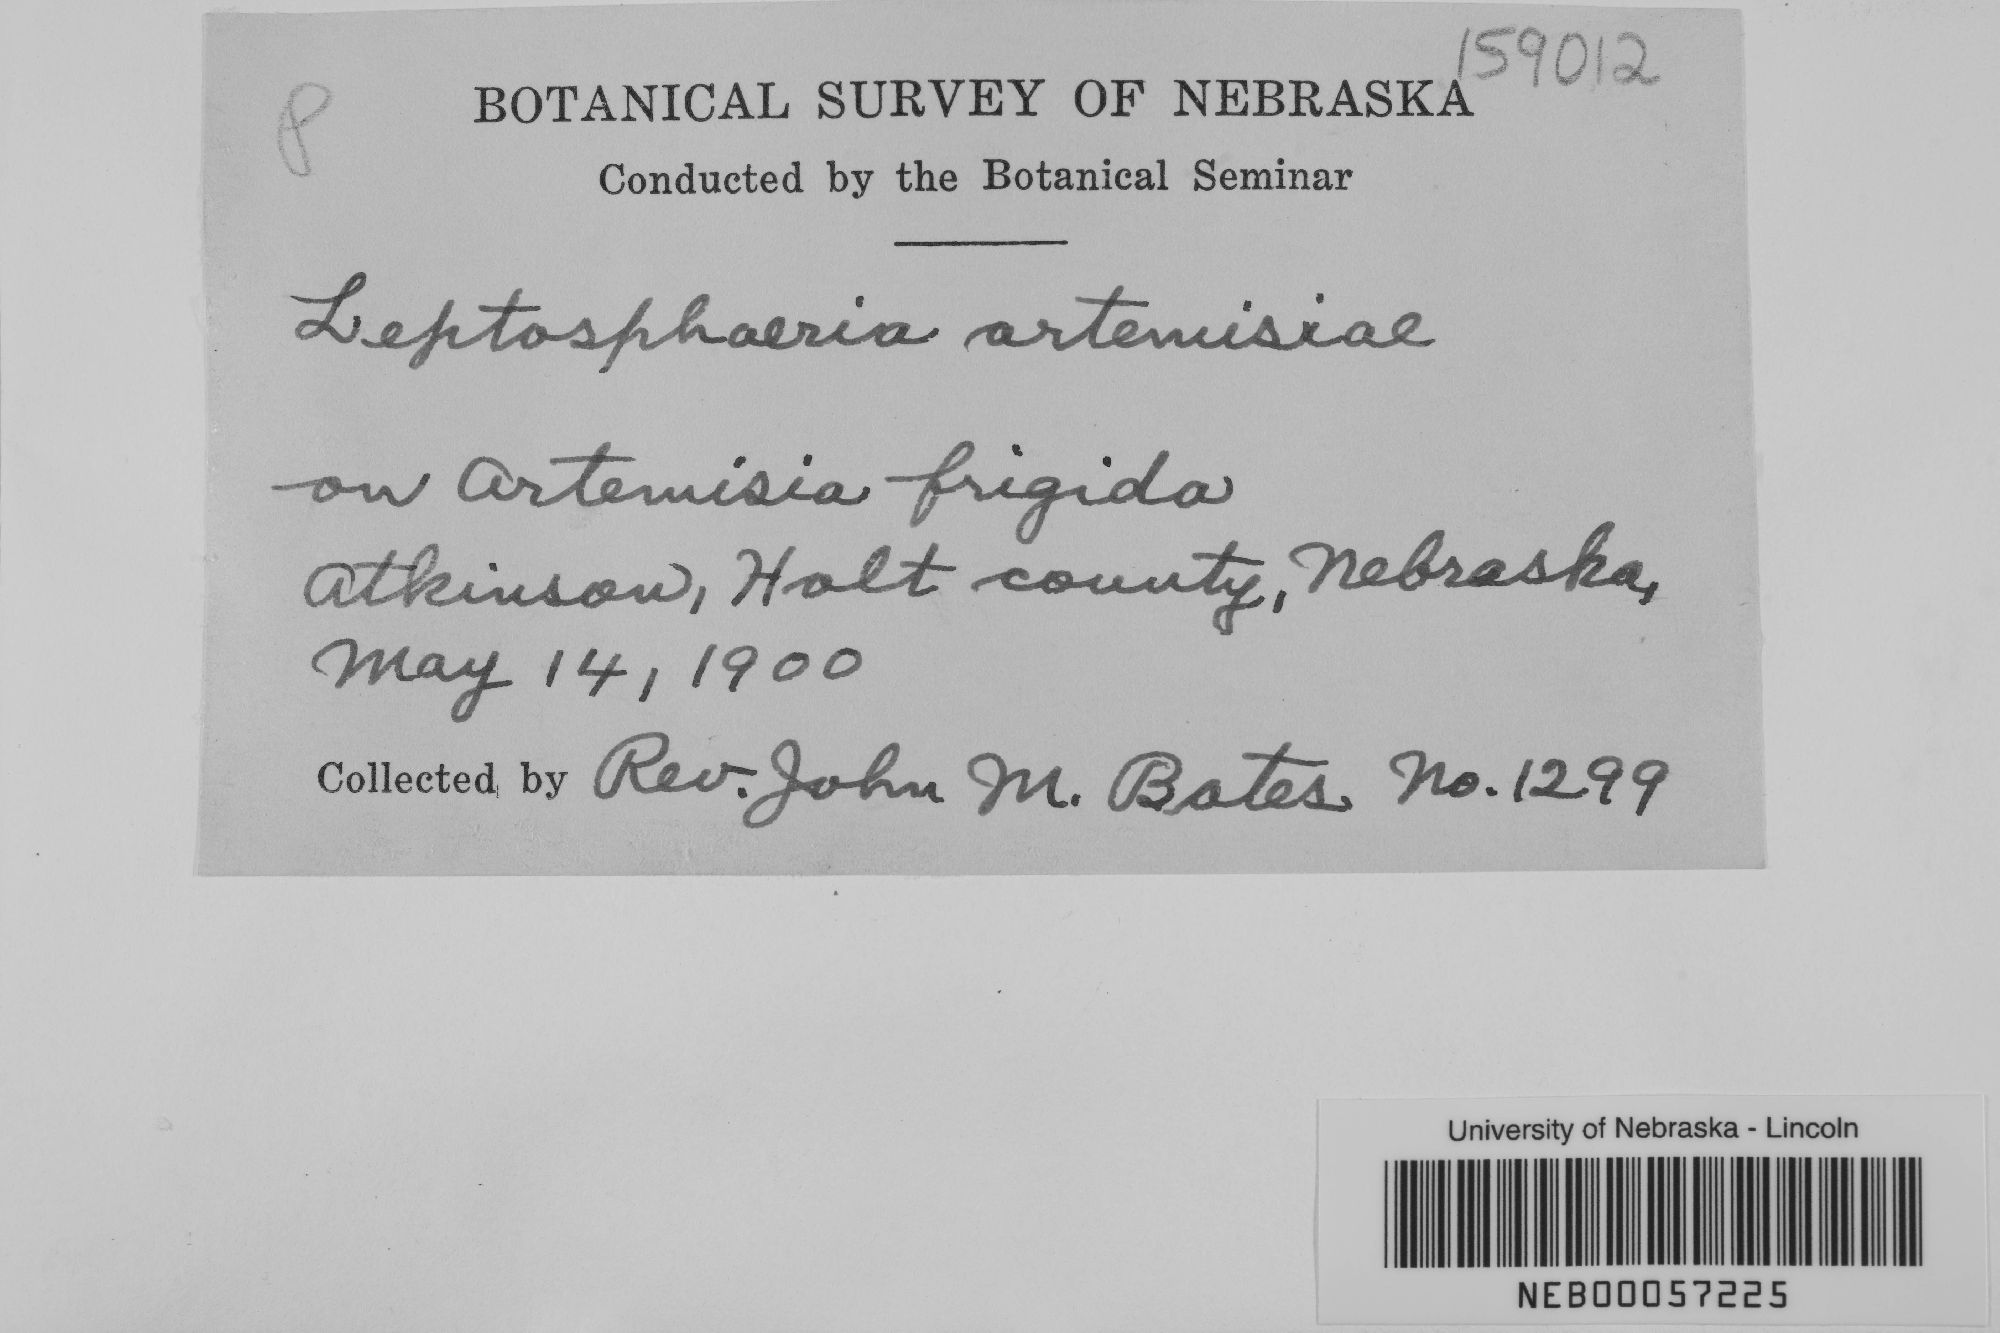 159012
P
BOTANICAL SURVEY OF NEBRASKA
Conducted by the Botanical Seminar
Leptosphaeria artemisiae
on Artemisia frigida
Atkinson, Holt county, Nebraska,
May 14, 1900
Collected by Rev. John M. Bates. No. 1299
University of Nebraska - Lincoln
NEB00057225